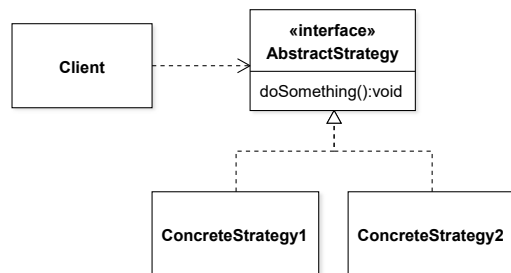 «interface»
AbstractStrategy
Client
doSomething():void
ConcreteStrategy1
ConcreteStrategy2